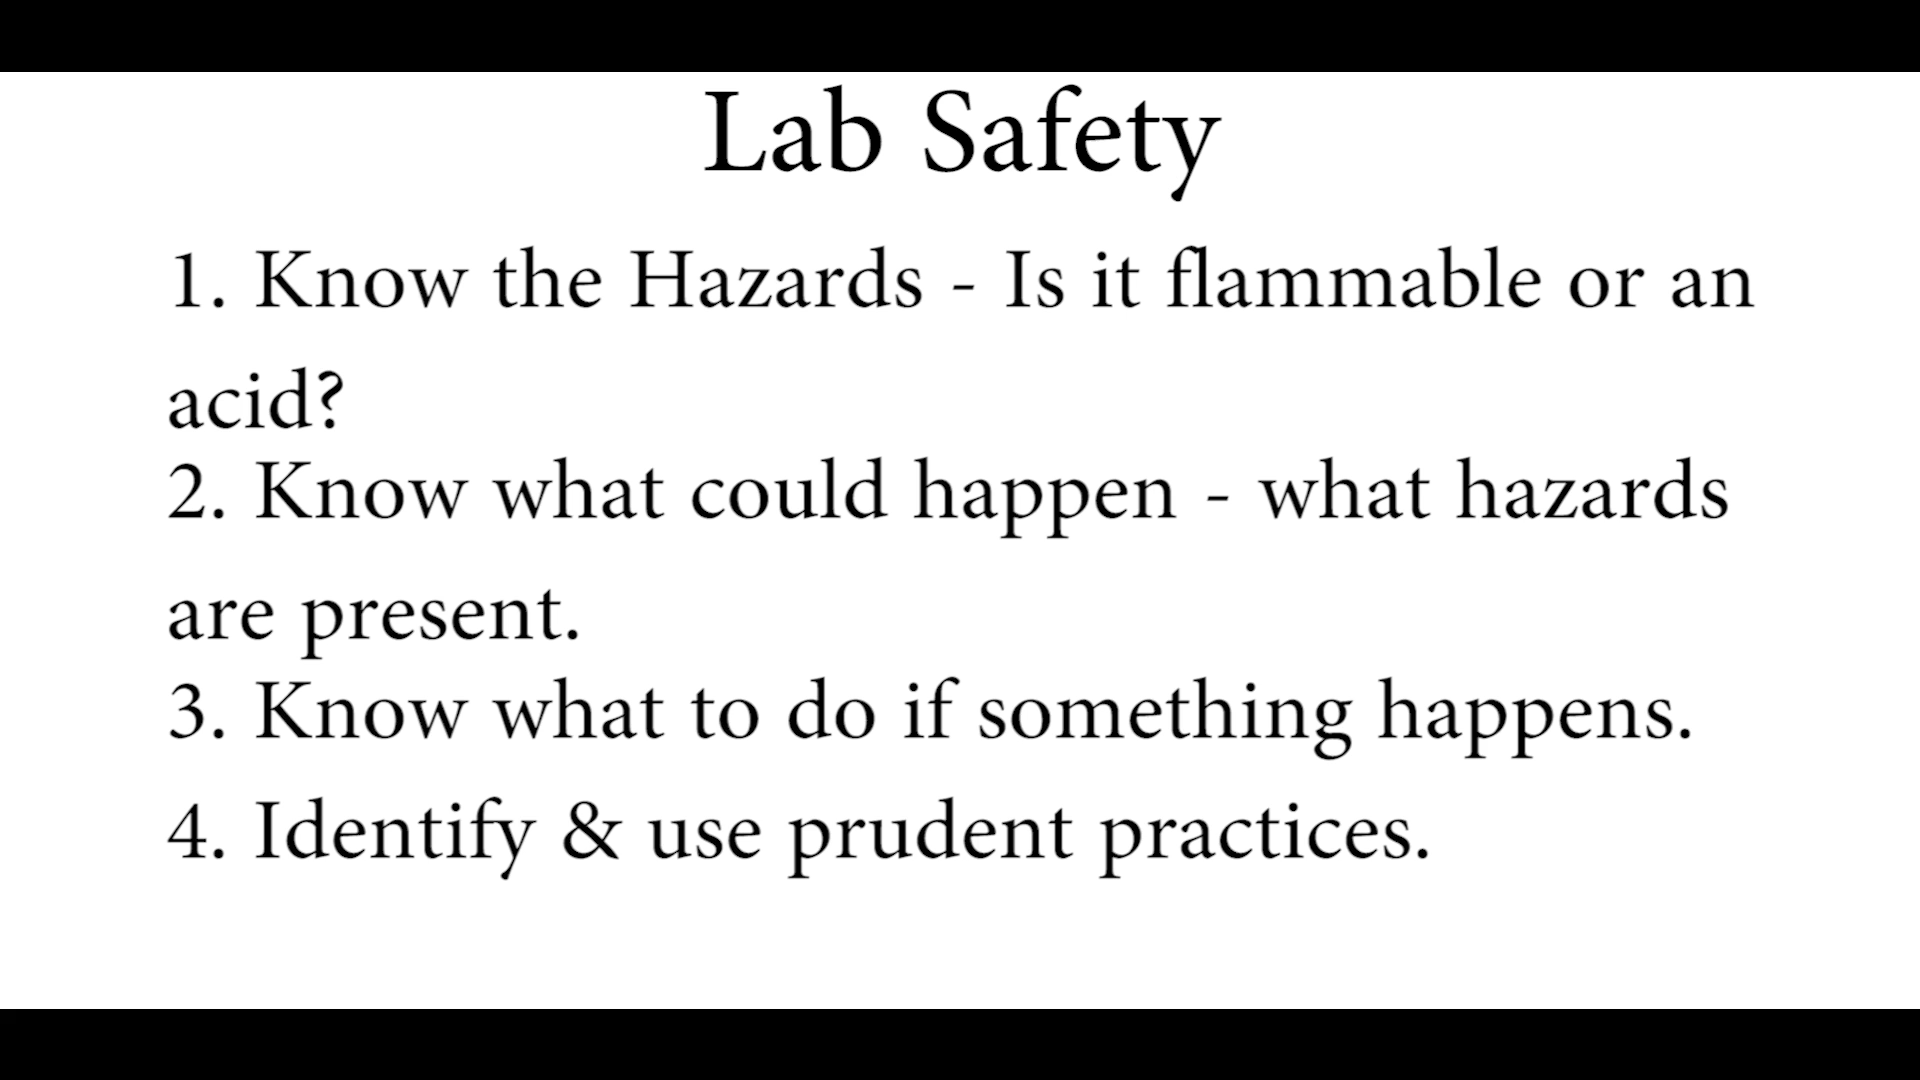 Lab Safety
1. Know the Hazards - Is it flammable or an
acid?
2. Know what could happen - what hazards
are present.
3. Know what to do if something happens.
4. Identify & use prudent practices.